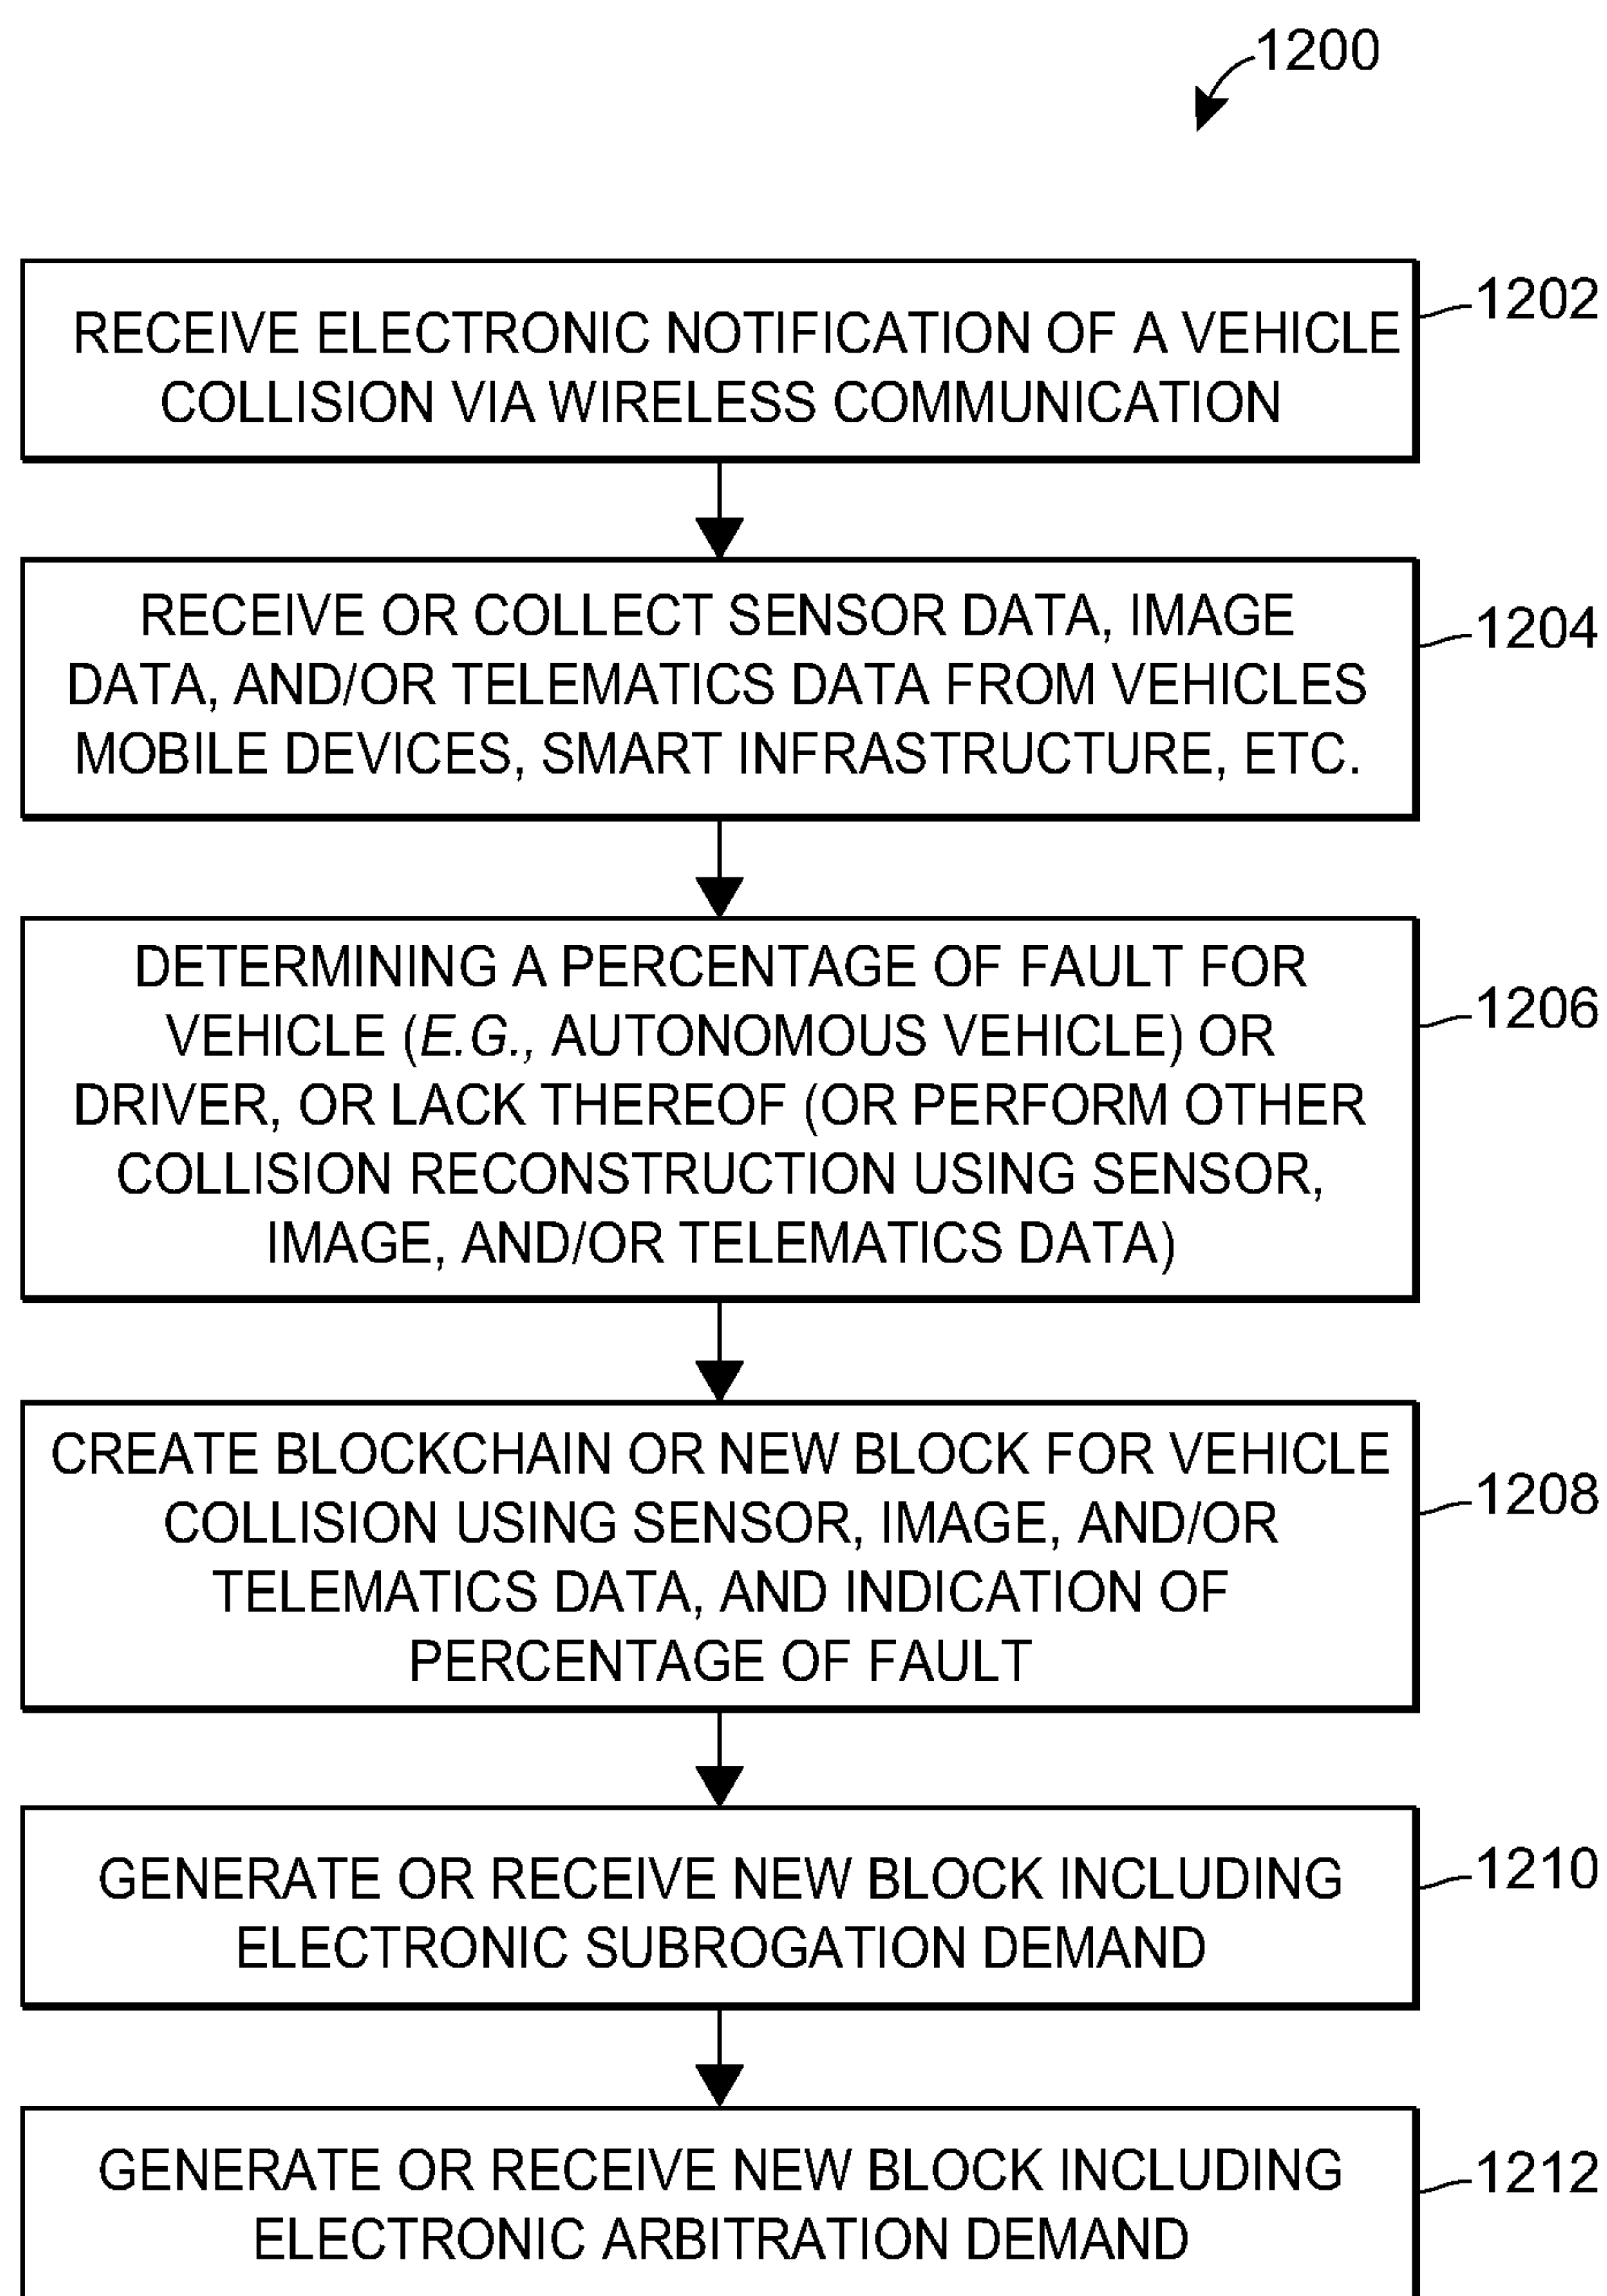 1200
RECEIVE ELECTRONIC NOTIFICATION OF A VEHICLE
COLLISION VIA WIRELESS COMMUNICATION
1202
RECEIVE OR COLLECT SENSOR DATA, IMAGE
DATA, AND/OR TELEMATICS DATA FROM VEHICLES
MOBILE DEVICES, SMART INFRASTRUCTURE, ETC.
1204
DETERMINING A PERCENTAGE OF FAULT FOR
VEHICLE (E.G., AUTONOMOUS VEHICLE) OR
DRIVER, OR LACK THEREOF (OR PERFORM OTHER
COLLISION RECONSTRUCTION USING SENSOR,
IMAGE, AND/OR TELEMATICS DATA)
1206
CREATE BLOCKCHAIN OR NEW BLOCK FOR VEHICLE
COLLISION USING SENSOR, IMAGE, AND/OR
TELEMATICS DATA, AND INDICATION OF
PERCENTAGE OF FAULT
1208
GENERATE OR RECEIVE NEW BLOCK INCLUDING
ELECTRONIC SUBROGATION DEMAND
1210
GENERATE OR RECEIVE NEW BLOCK INCLUDING
ELECTRONIC ARBITRATION DEMAND
1212